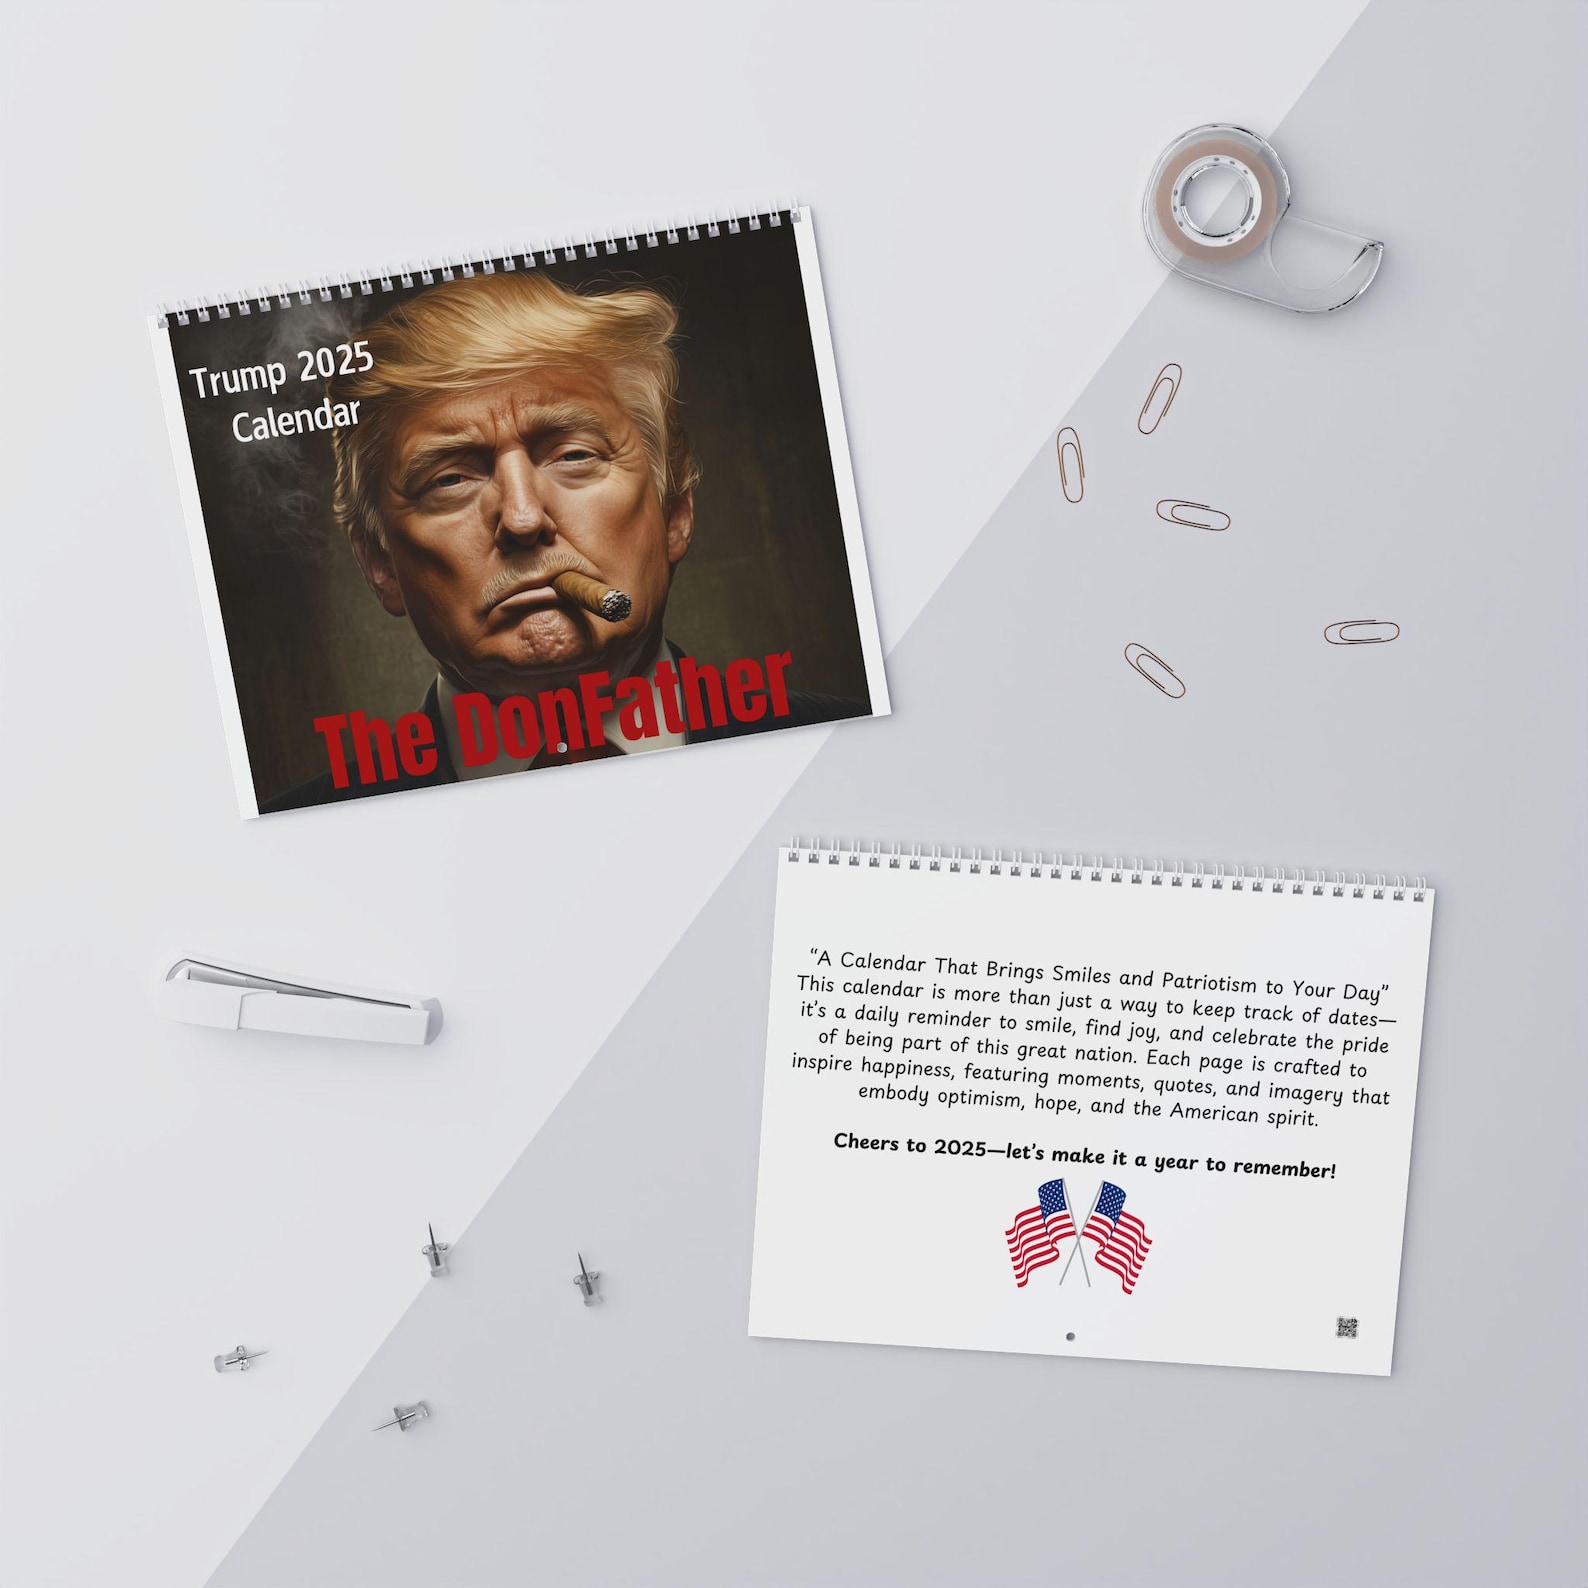 Trump 2025
Calendar
The DonFather
“A Calendar That Brings Smiles and Patriotism to Your Day”
This calendar is more than just a way to keep track of dates—
it’s a daily reminder to smile, find joy, and celebrate the pride
of being part of this great nation. Each page is crafted to
inspire happiness, featuring moments, quotes, and imagery that
embody optimism, hope, and the American spirit.
Cheers to 2025—let’s make it a year to remember!